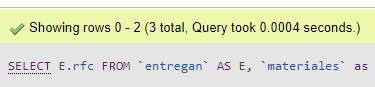 Showing rows 0 - 2 (3 total, Query took 0.0004 seconds.)
SELECT E.rfc FROM `entregan` AS E, `materiales` as